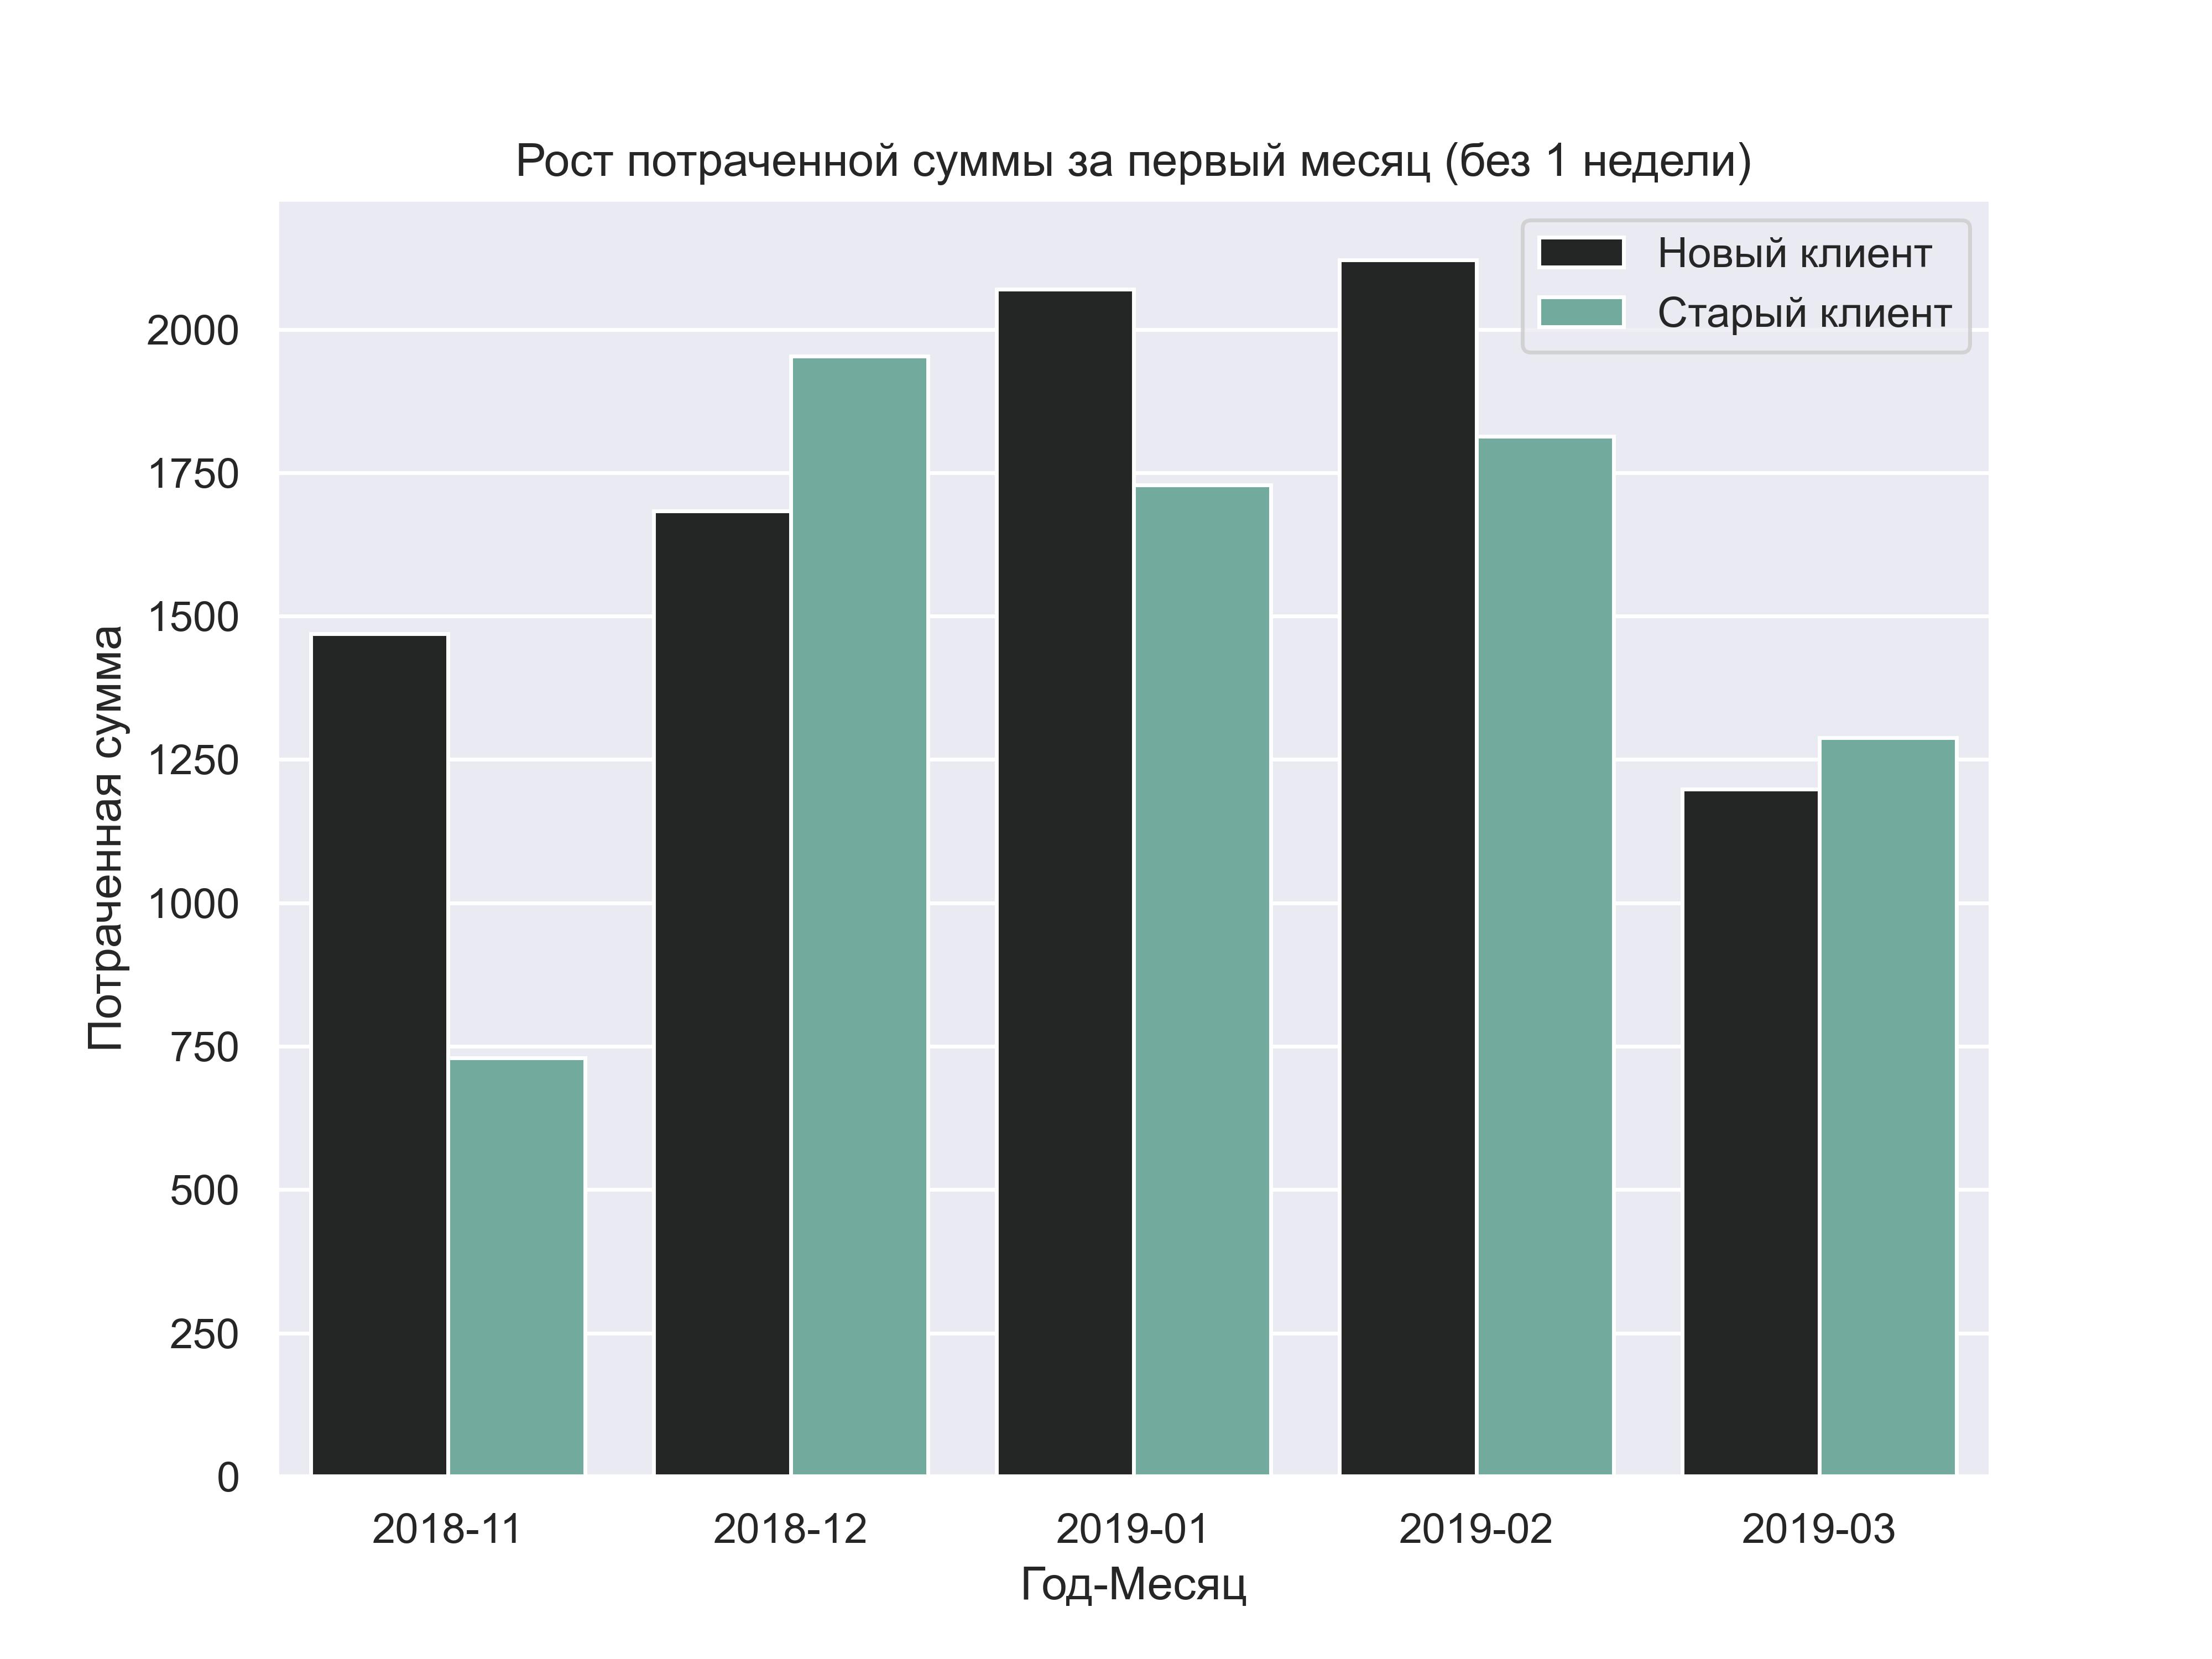 Рост потраченной суммы за первый месяц (без 1 недели)
Новый клиент
Старый клиент
2000
1750
1500
1250
1000
750
500
250
0
Потраченная сумма
2018-11
2018-12
2019-01
2019-02
2019-03
Год-Месяц